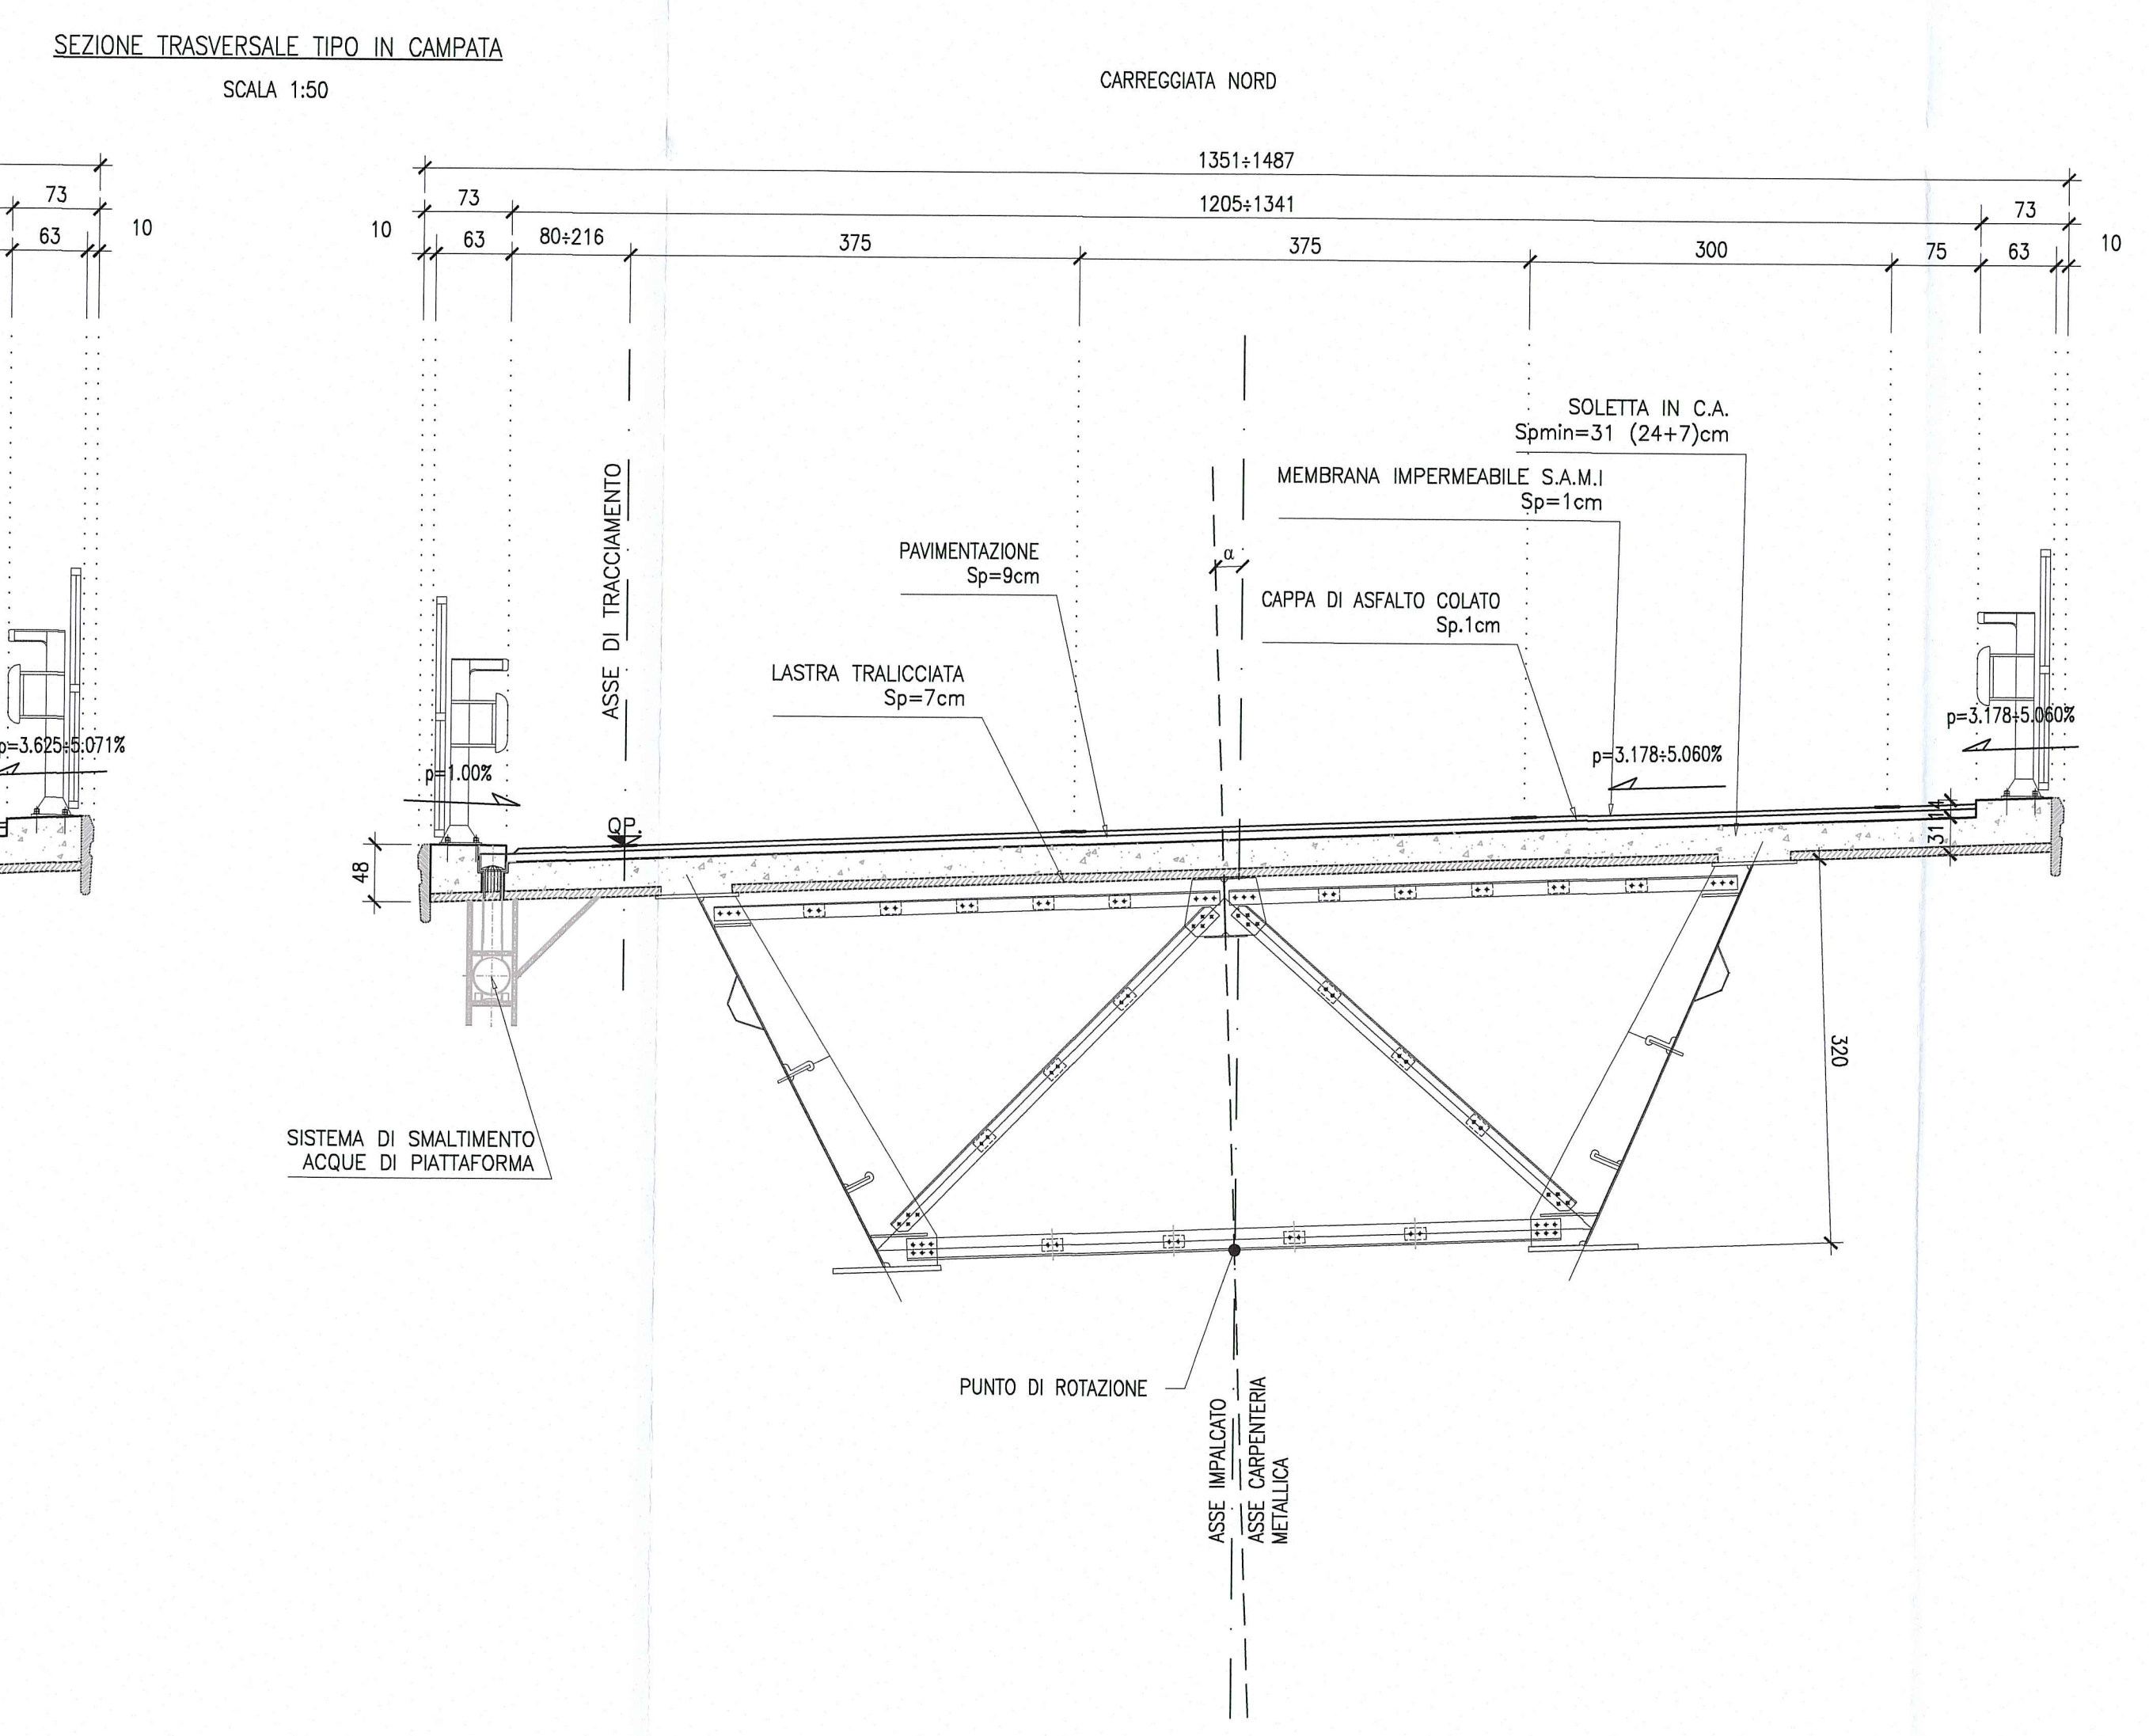 SEZIONE TRASVERSALE TIPO IN CAMPATA
SCALA 1:50
CARREGGIATA NORD
1351÷1487
73
73
1205÷1341
73
63
10
10
63
80÷216
375
375
300
75
63
10
SOLETTA IN C.A.
Spmin=31 (24+7)cm
MEMBRANA IMPERMEABILE S.A.M.I
Sp=1cm
ASSE DI TRACCIAMENTO
PAVIMENTAZIONE
Sp=9cm
α
CAPPA DI ASFALTO COLATO
Sp.1cm
LASTRA TRALICCIATA
Sp=7cm
p=3.625÷5.071%
p=1.00%
p=3.178÷5.060%
p=3.178÷5.060%
Q.P.
48
14
31
320
SISTEMA DI SMALTIMENTO
ACQUE DI PIATTAFORMA
PUNTO DI ROTAZIONE
ASSE IMPALCATO
ASSE CARPENTERIA
METALLICA